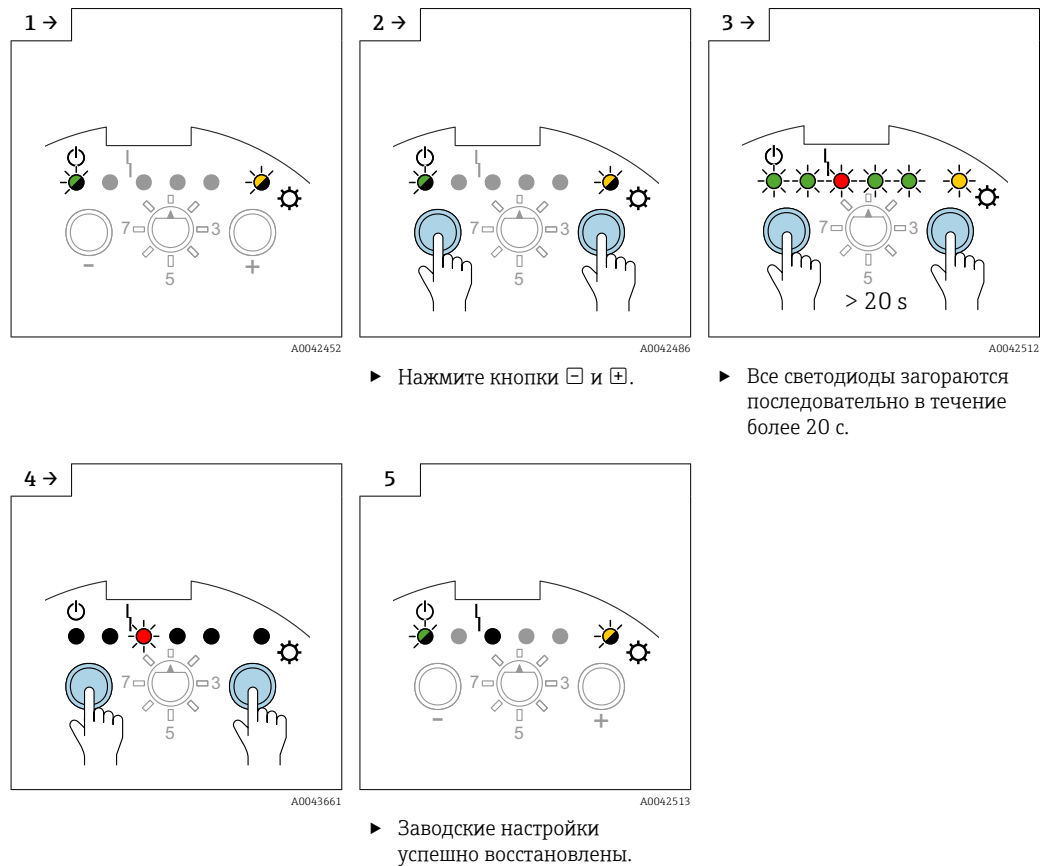 1 →
7
3
5
–
+
A0042452
2 →
7
3
5
A0042486
► Нажмите кнопки ⊟ и ⊞.
3 →
7
3
5
> 20 s
A0042512
► Все светодиоды загораются
последовательно в течение
более 20 с.
4 →
7
3
5
A0043661
5
7
3
5
–
+
A0042513
► Заводские настройки
успешно восстановлены.